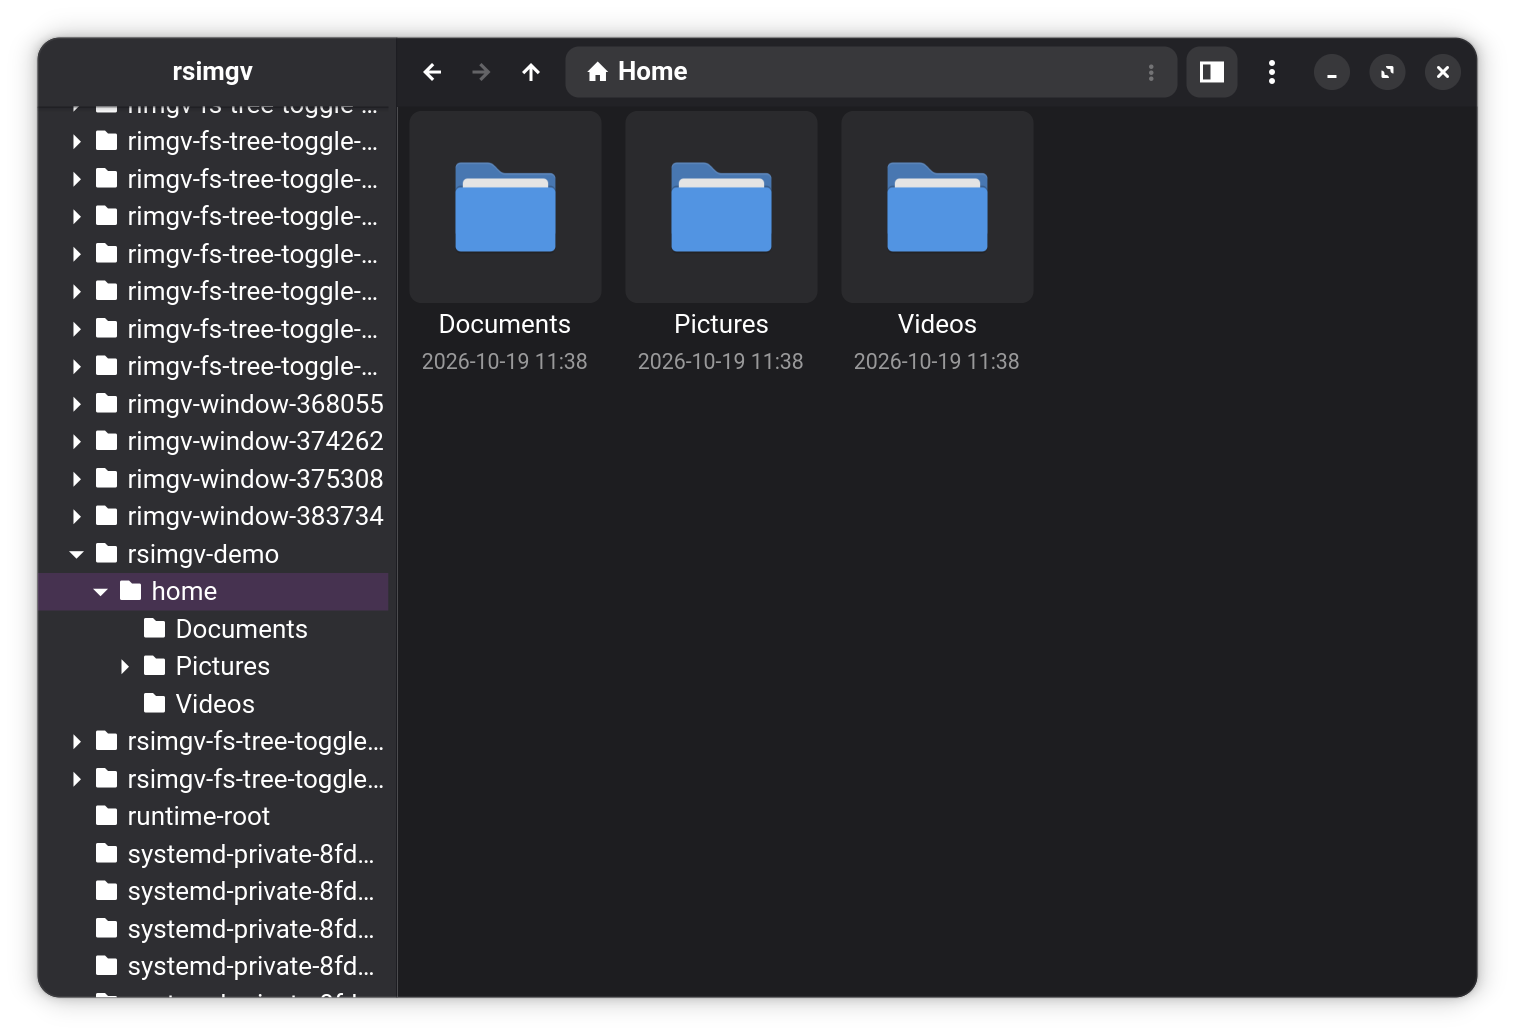 rsimgv
Home
rimgv-fs-tree-toggle-...
rimgv-fs-tree-toggle-...
rimgv-fs-tree-toggle-...
rimgv-fs-tree-toggle-...
rimgv-fs-tree-toggle-...
rimgv-fs-tree-toggle-...
rimgv-fs-tree-toggle-...
rimgv-fs-tree-toggle-...
rimgv-window-368055
rimgv-window-374262
rimgv-window-375308
rimgv-window-383734
rsimgv-demo
home
Documents
Pictures
Videos
rsimgv-fs-tree-toggle...
rsimgv-fs-tree-toggle...
runtime-root
systemd-private-8fd...
systemd-private-8fd...
systemd-private-8fd...
systemd-private-8fd...
Documents
2026-10-19 11:38
Pictures
2026-10-19 11:38
Videos
2026-10-19 11:38